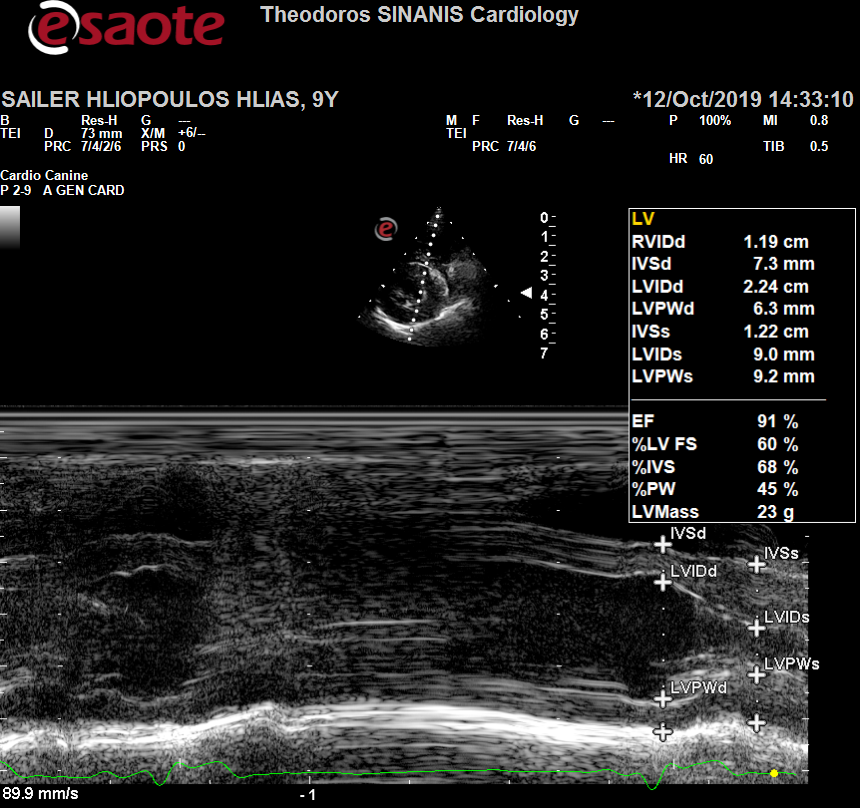 esaote
Theodoros SINANIS Cardiology
SAILER HLIOPOULOS HLIAS, 9Y *12/Oct/2019 14:33:10
B Res-H G --- M F Res-H G --- P 100% MI 0.8
TEI D 73 mm X/M +6/-- TEI
PRC 7/4/2/6 PRS 0 PRC 7/4/6 TIB 0.5
HR 60
Cardio Canine
P 2-9 A GEN CARD
e
0
1
2
3
4
5
6
7
LV
RVIDd 1.19 cm
IVSd 7.3 mm
LVIDd 2.24 cm
LVPWd 6.3 mm
IVSs 1.22 cm
LVIDs 9.0 mm
LVPWs 9.2 mm
EF 91 %
%LV FS 60 %
%IVS 68 %
%PW 45 %
LVMass 23 g
IVSd
IVSs
LVIDd
LVIDs
LVPWs
LVPWd
89.9 mm/s -1